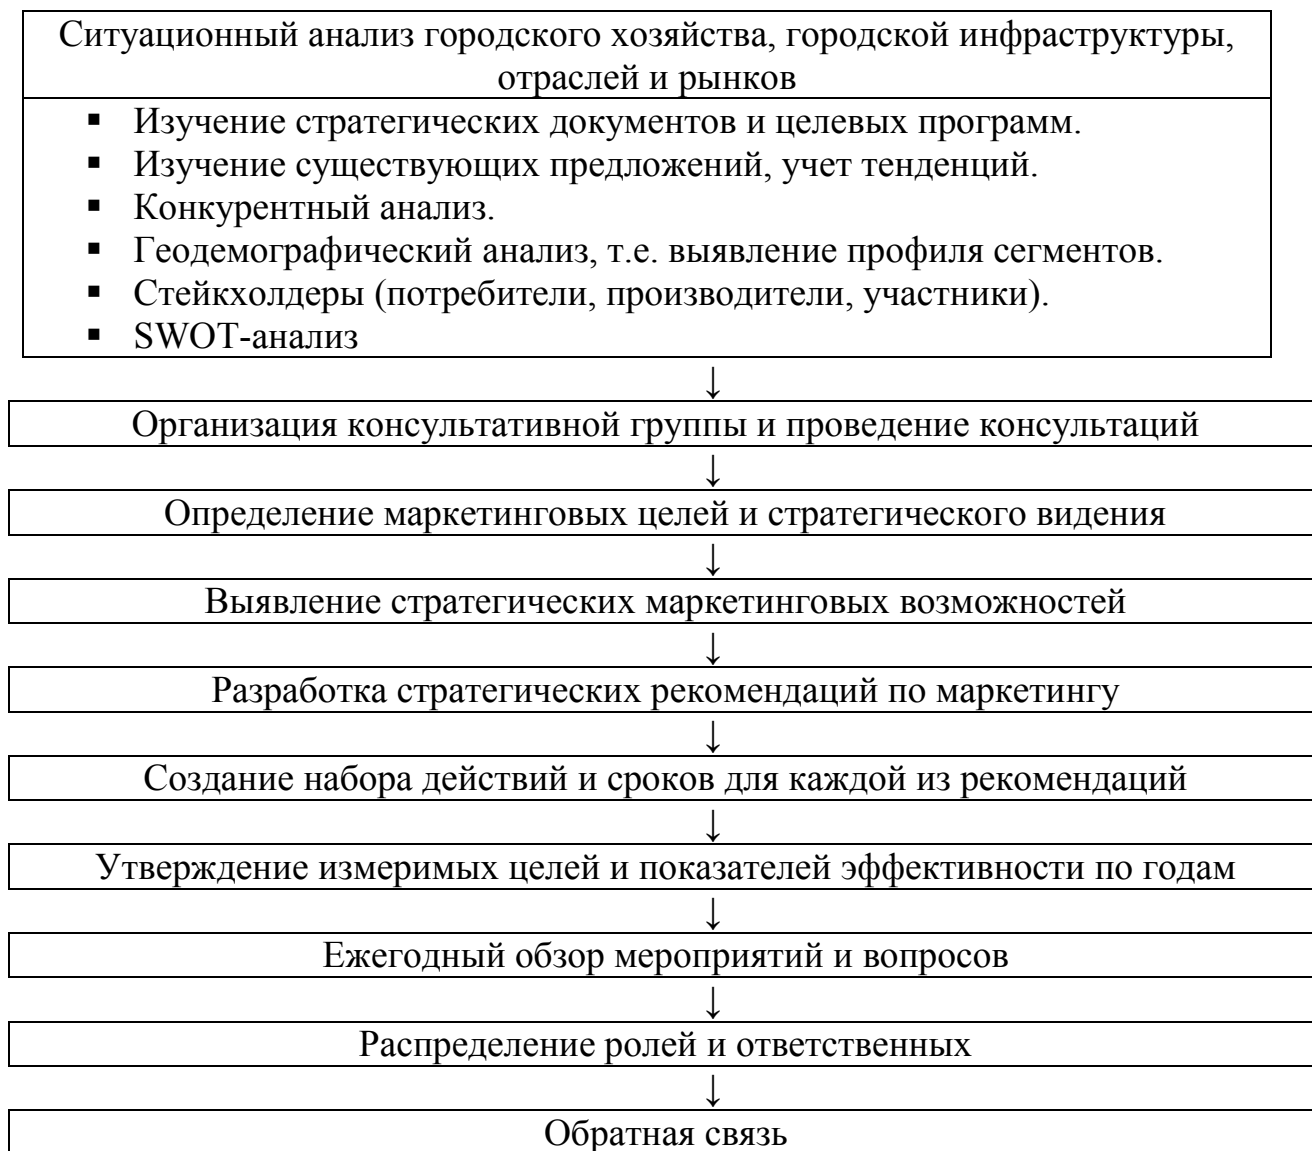 Ситуационный анализ городского хозяйства, городской инфраструктуры,
отраслей и рынков
▪ Изучение стратегических документов и целевых программ.
▪ Изучение существующих предложений, учет тенденций.
▪ Конкурентный анализ.
▪ Геодемографический анализ, т.е. выявление профиля сегментов.
▪ Стейкхолдеры (потребители, производители, участники).
▪ SWOT-анализ
↓
Организация консультативной группы и проведение консультаций
↓
Определение маркетинговых целей и стратегического видения
↓
Выявление стратегических маркетинговых возможностей
↓
Разработка стратегических рекомендаций по маркетингу
↓
Создание набора действий и сроков для каждой из рекомендаций
↓
Утверждение измеримых целей и показателей эффективности по годам
↓
Ежегодный обзор мероприятий и вопросов
↓
Распределение ролей и ответственных
↓
Обратная связь